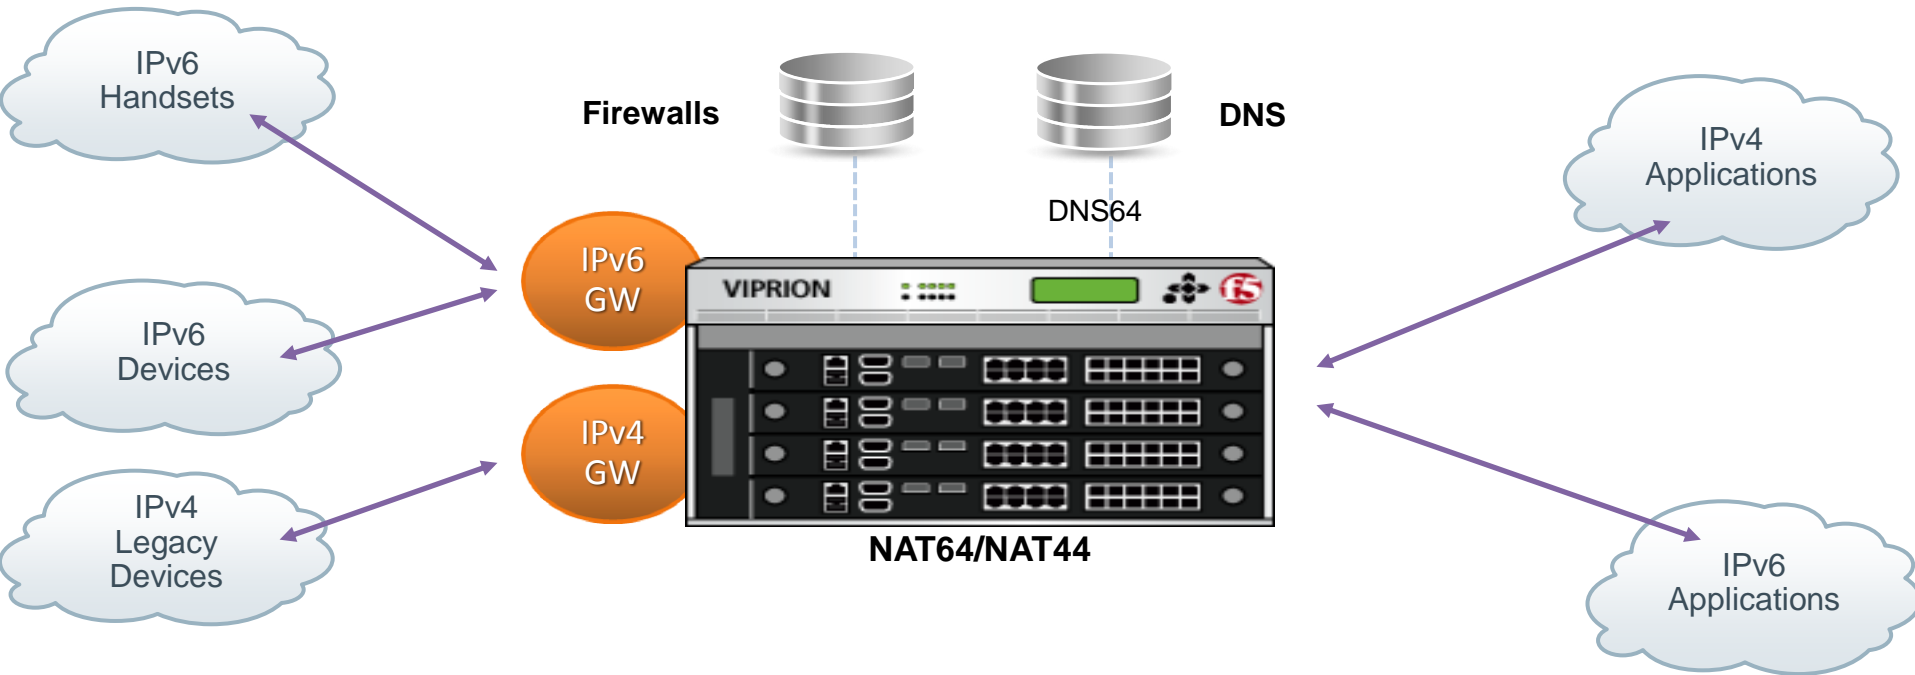 IPv6
Handsets
IPv6
Devices
IPv4
Legacy
Devices
Firewalls
DNS
DNS64
IPv6
GW
IPv4
GW
VIPRION
f5
NAT64/NAT44
IPv4
Applications
IPv6
Applications